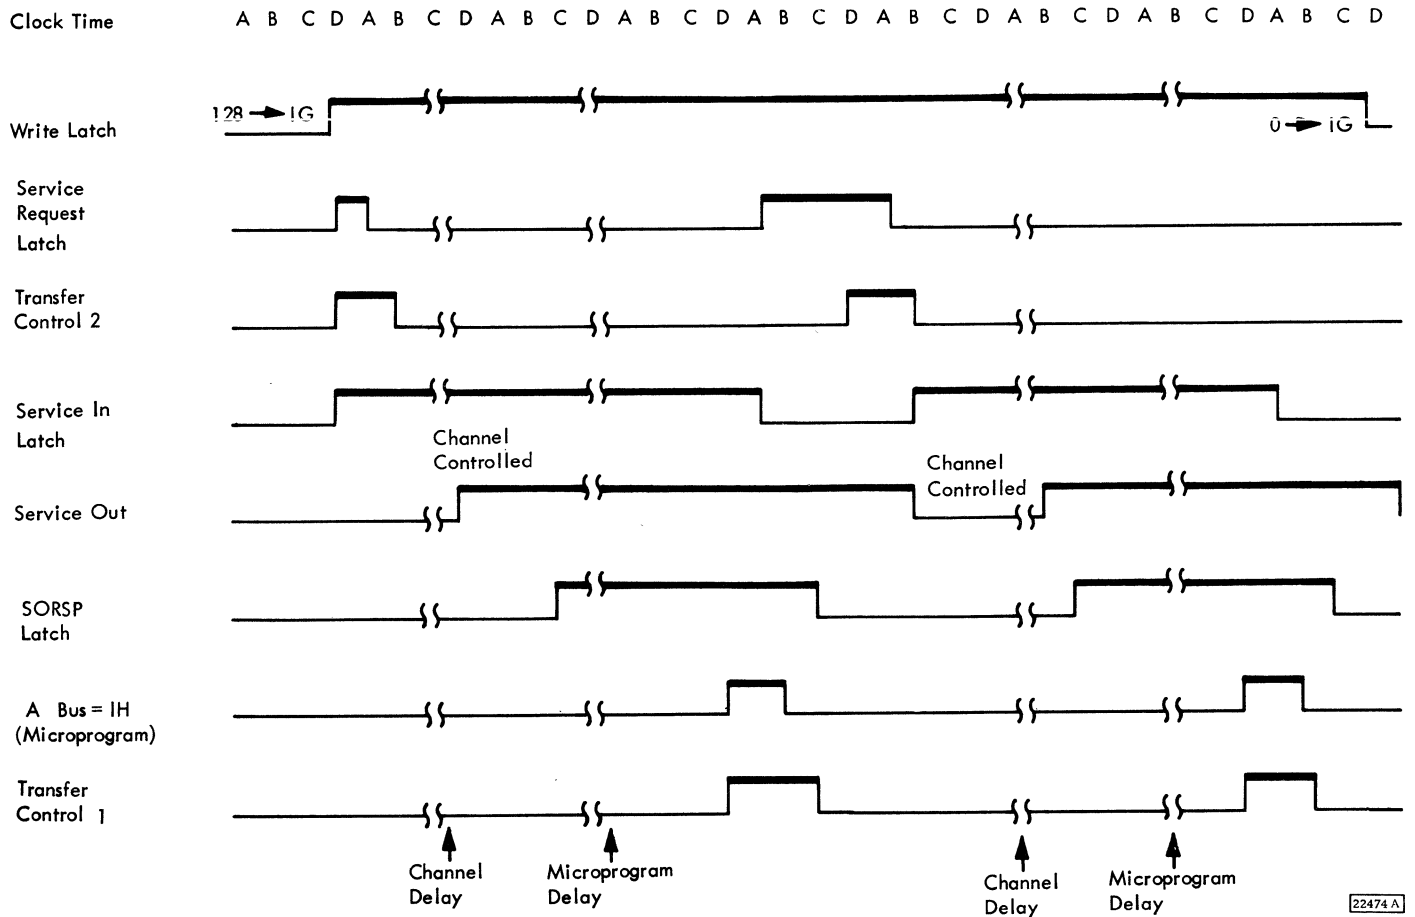 Clock Time A B C D A B C D A B C D A B C D A B C D A B C D A B C D A B C D A B C D
128 → IG
Write Latch
0 → IG
Service
Request
Latch
Transfer
Control 2
Service In
Latch
Channel
Controlled
Channel
Controlled
Service Out
SORSP
Latch
A Bus = IH
(Microprogram)
Transfer
Control 1
Channel
Delay
Microprogram
Delay
Channel
Delay
Microprogram
Delay
22474 A